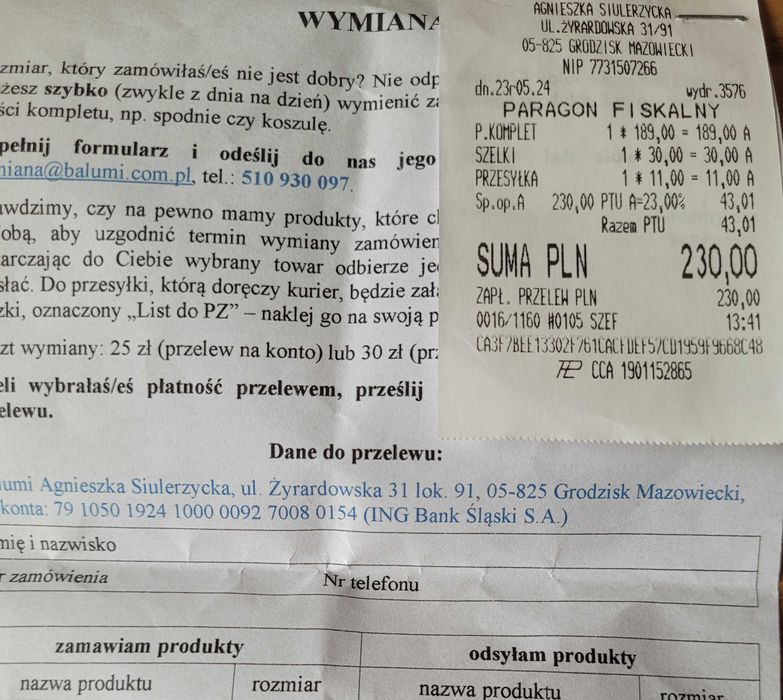 WYMIANA
ozmiar, który zamówiłaś/eś nie jest dobry? Nie odp
ożesz szybko (zwykle z dnia na dzień) wymienić
ści kompletu, np. spodnie czy koszulę.
pełnij formularz i odeślij do nas jego
miana@balumi.com.pl, tel.: 510 930 097.
awdzimy, czy na pewno mamy produkty, które
obą, aby uzgodnić termin wymiany zamówien
tarczając do Ciebie wybrany towar odbierze je
słać. Do przesyłki, którą doręczy kurier, będzie
zki, oznaczony „List do PZ” – naklej go na swoją p
zt wymiany: 25 zł (przelew na konto) lub 30 zł
eli wybrałaś/eś płatność przelewem, prześlij
elewu.
Dane do przelewu:
umi Agnieszka Siulerzycka, ul. Żyrardowska 31 lok. 91, 05-825 Grodzisk Mazowiecki,
konta: 79 1050 1924 1000 0092 7008 0154 (ING Bank Śląski S.A.)
mię i nazwisko
r zamówienia Nr telefonu
zamawiam produkty odsyłam produkty
nazwa produktu rozmiar nazwa produktu rozmiar
AGNIESZKA SIULERZYCKA
UL.ŻYRARDOWSKA 31/91
05-825 GRODZISK MAZOWIECKI
NIP 7731507266
dn.23r05.24 wydr.3576
PARAGON FISKALNY
P.KOMPLET 1 * 189,00 = 189,00 A
SZELKI 1 * 30,00 = 30,00 A
PRZESYŁKA 1 * 11,00 = 11,00 A
Sp.op.A 230,00 PTU A=23,00% 43,01
Razem PTU 43,01
SUMA PLN 230,00
ZAPŁ. PRZELEW PLN 230,00
0016/1160 #0105 SZEF 13:41
CA3F7BEE13302F761CACFDEF57CD1959F9668C48
CCA 1901152865